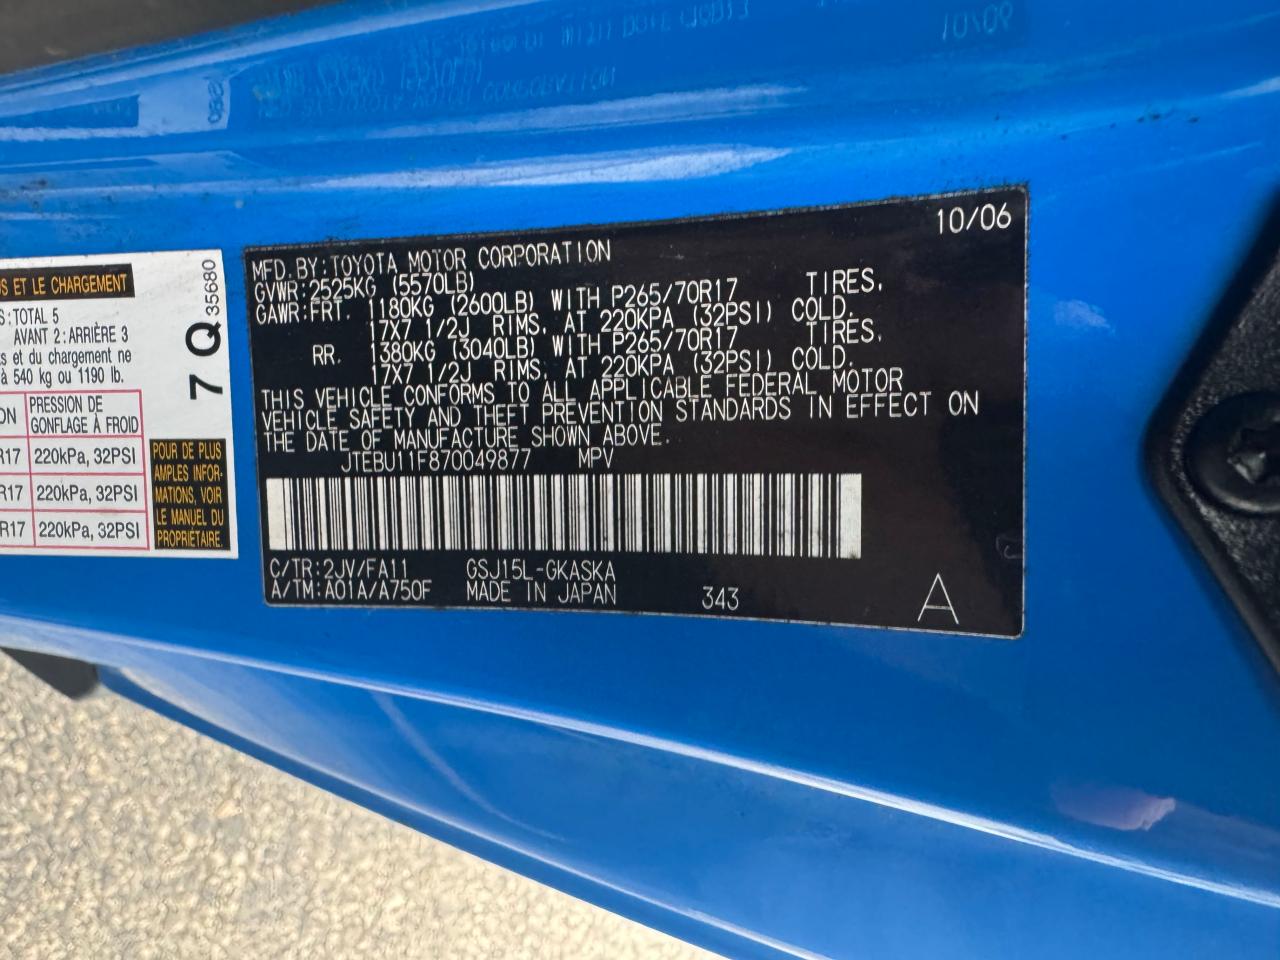 10/06
MFD. BY: TOYOTA MOTOR CORPORATION
GVWR: 2525KG (5570LB)
GAWR: FRT. 1180KG (2600LB) WITH P265/70R17 TIRES,
17X7 1/2J RIMS, AT 220KPA (32PSI) COLD.
RR. 1380KG (3040LB) WITH P265/70R17 TIRES,
17X7 1/2J RIMS, AT 220KPA (32PSI) COLD.
THIS VEHICLE CONFORMS TO ALL APPLICABLE FEDERAL MOTOR
VEHICLE SAFETY AND THEFT PREVENTION STANDARDS IN EFFECT ON
THE DATE OF MANUFACTURE SHOWN ABOVE.
JTEBU11F870049877 MPV
C/TR: 2JV/FA11 GSJ15L-GKASKA
A/TM: A01A/A750F MADE IN JAPAN 343 A
ET LE CHARGEMENT
TOTAL 5
AVANT 2: ARRIÈRE 3
et du chargement ne
à 540 kg ou 1190 lb.
PRESSION DE
GONFLAGE À FROID
R17 220kPa, 32PSI
R17 220kPa, 32PSI
R17 220kPa, 32PSI
7 Q 35680
POUR DE PLUS
AMPLES INFOR-
MATIONS, VOIR
LE MANUEL DU
PROPRIÉTAIRE.